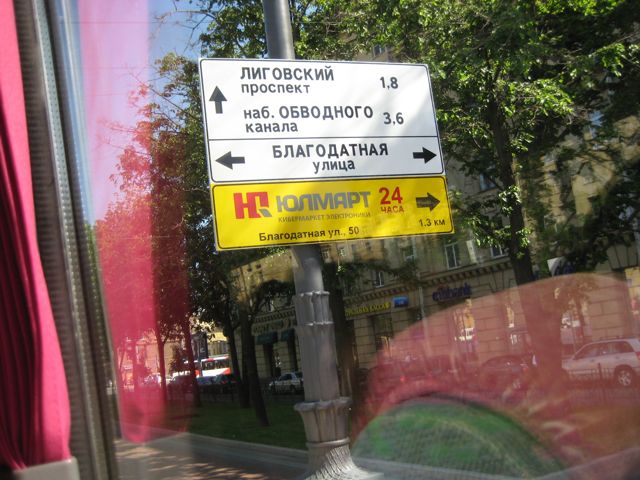 ЛИГОВСКИЙ
проспект 1,8
наб. ОБВОДНОГО
канала 3,6
БЛАГОДАТНАЯ
улица
ЮЛМАРТ 24
КИБЕРМАРКЕТ ЭЛЕКТРОНИКИ ЧАСА
Благодатная ул., 50 1.3 км
citibank